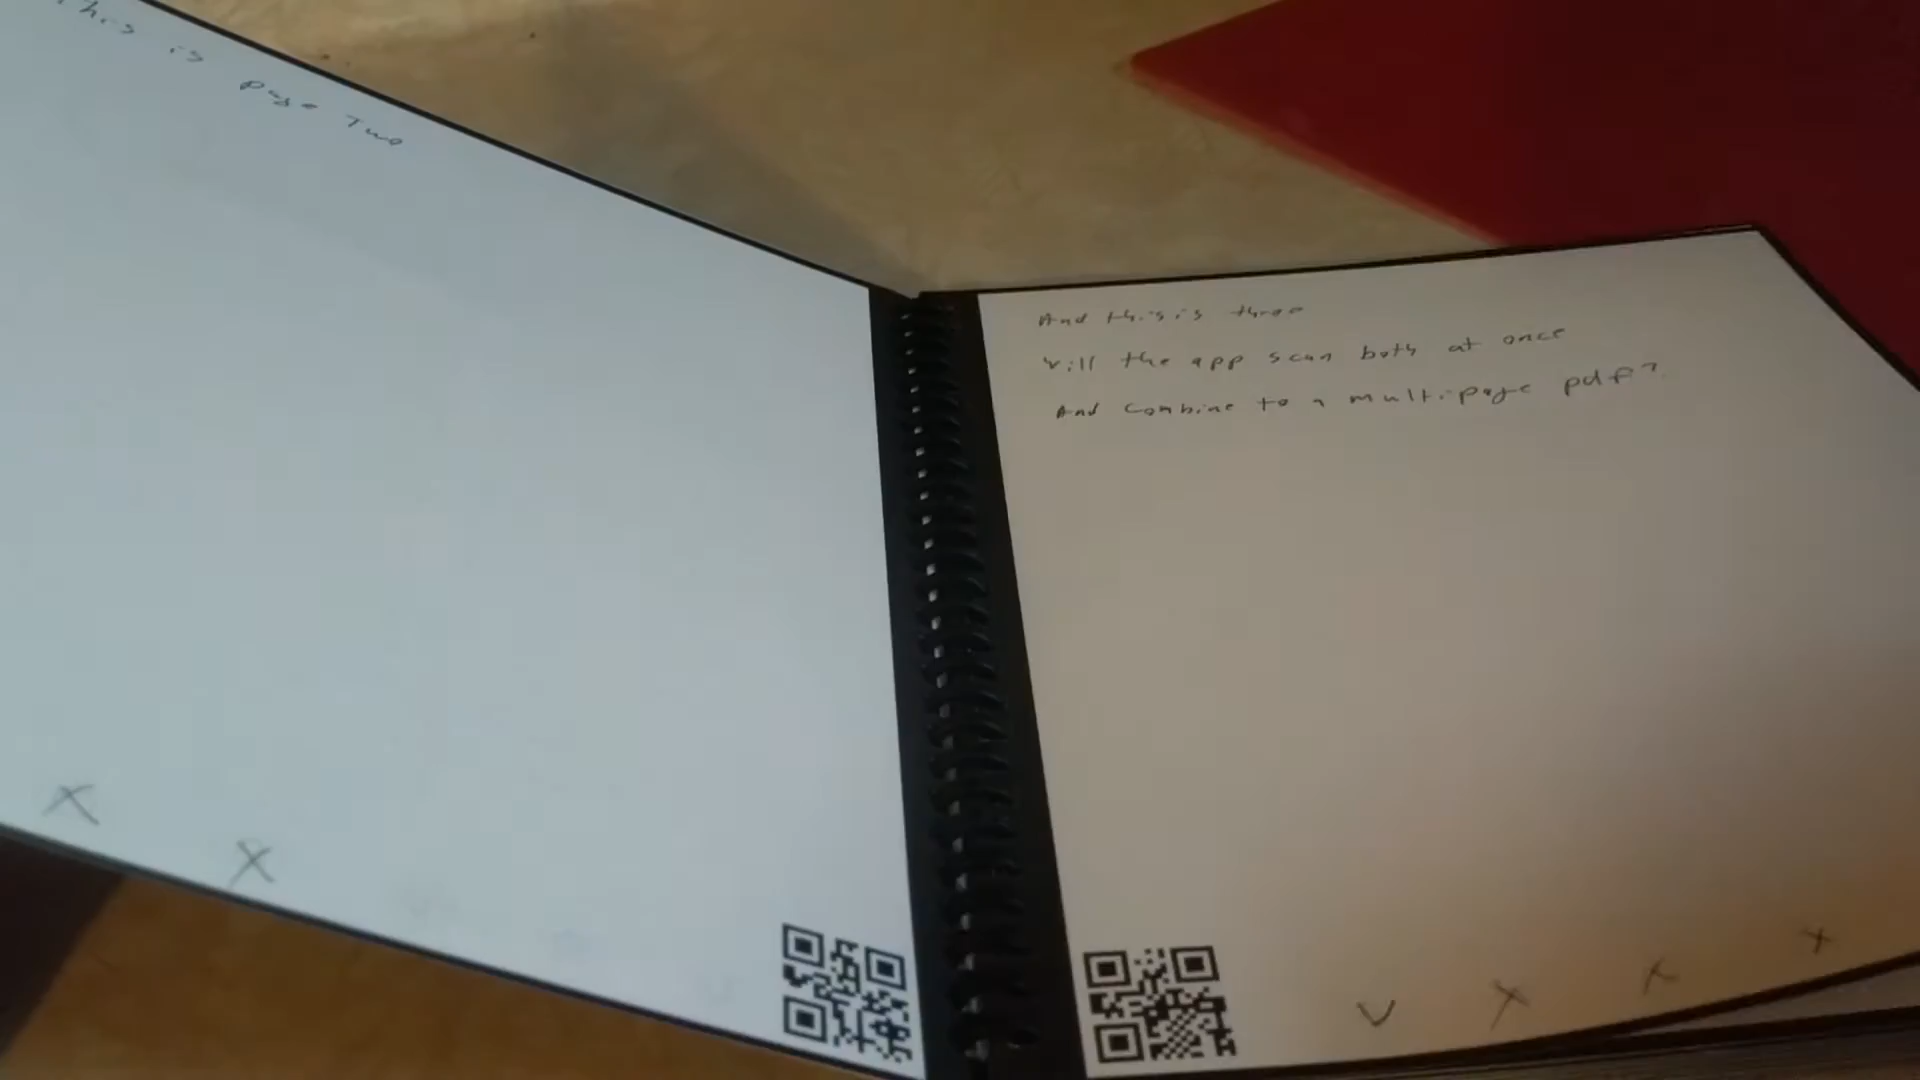 This is page Two
And this is three
Will the app scan both at once
And combine to a multi-page pdf?
X X
V X X X